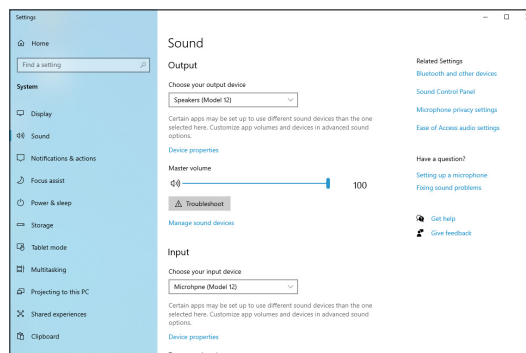 Settings
Home
Find a setting
System
Display
Sound
Notifications & actions
Focus assist
Power & sleep
Storage
Tablet mode
Multitasking
Projecting to this PC
Shared experiences
Clipboard
Sound
Output
Choose your output device
Speakers (Model 12)
Certain apps may be set up to use different sound devices than the one
selected here. Customize app volumes and devices in advanced sound
options.
Device properties
Master volume
100
Troubleshoot
Manage sound devices
Input
Choose your input device
Microhpne (Model 12)
Certain apps may be set up to use different sound devices than the one
selected here. Customize app volumes and devices in advanced sound
options.
Device properties
Related Settings
Bluetooth and other devices
Sound Control Panel
Microphone privacy settings
Ease of Access audio settings
Have a question?
Setting up a microphone
Fixing sound problems
Get help
Give feedback